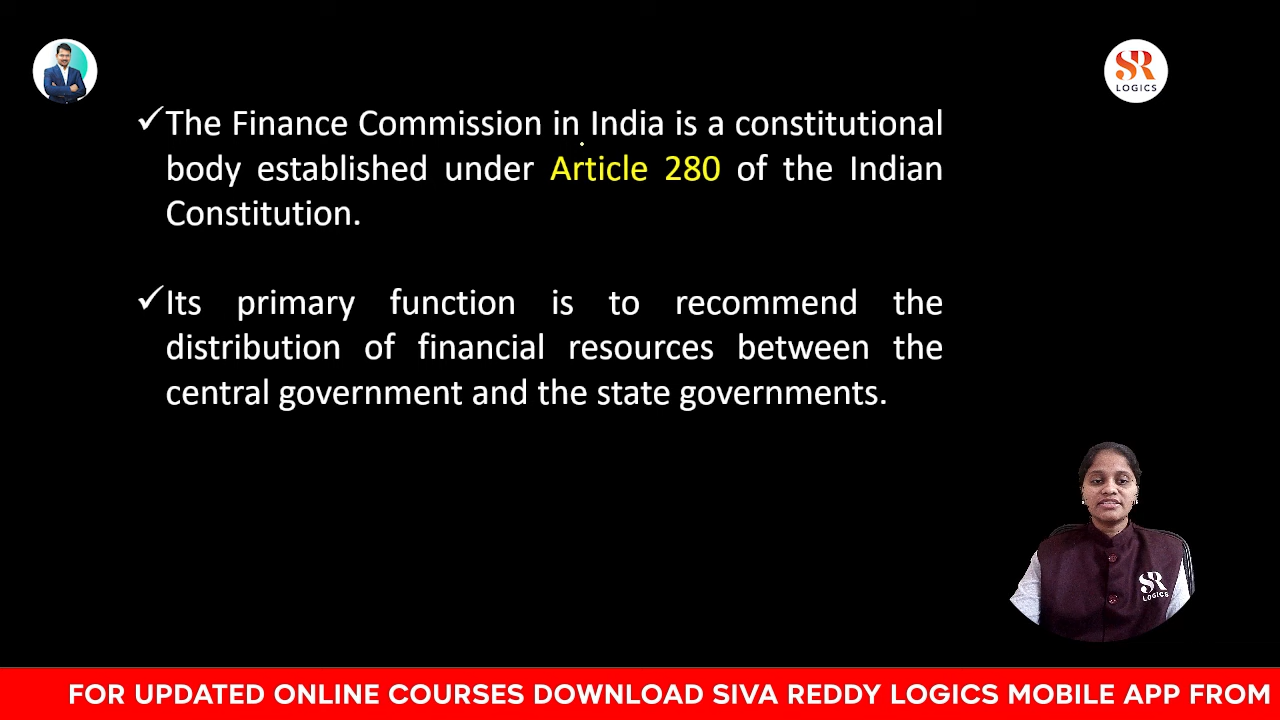 SR
LOGICS
✓The Finance Commission in India is a constitutional
body established under Article 280 of the Indian
Constitution.
✓Its primary function is to recommend the
distribution of financial resources between the
central government and the state governments.
SR
LOGICS
FOR UPDATED ONLINE COURSES DOWNLOAD SIVA REDDY LOGICS MOBILE APP FROM